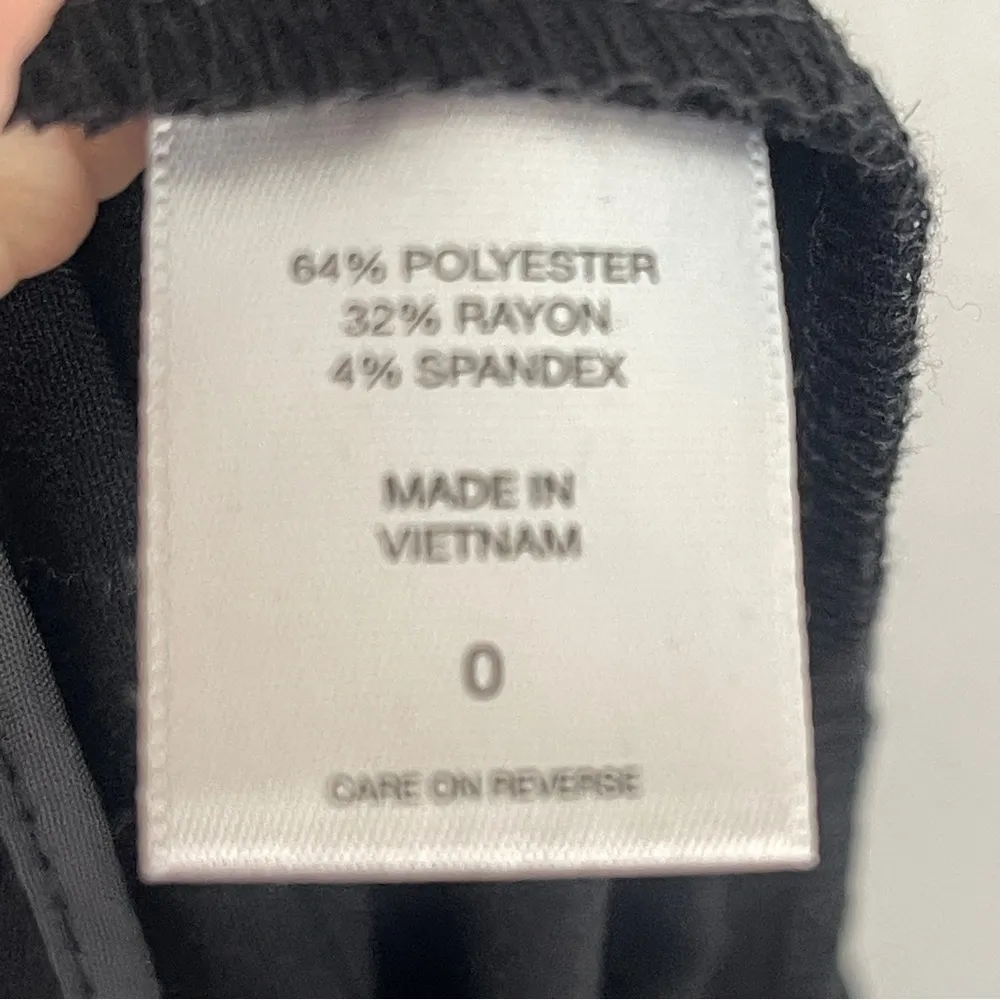 64% POLYESTER
32% RAYON
4% SPANDEX
MADE IN
VIETNAM
0
CARE ON REVERSE